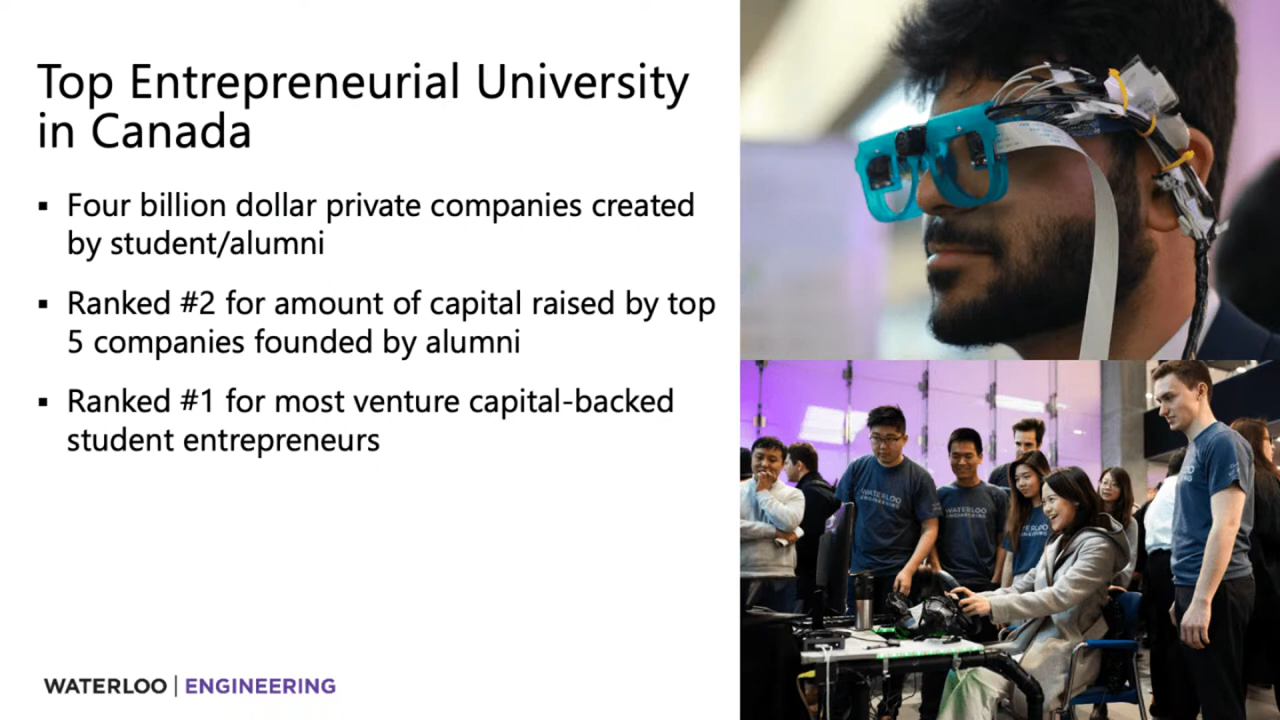 Top Entrepreneurial University
in Canada
▪ Four billion dollar private companies created
by student/alumni
▪ Ranked #2 for amount of capital raised by top
5 companies founded by alumni
▪ Ranked #1 for most venture capital-backed
student entrepreneurs
WATERLOO | ENGINEERING
WATERLOO
ENGINEERING
WATERLOO
ENGINEERING